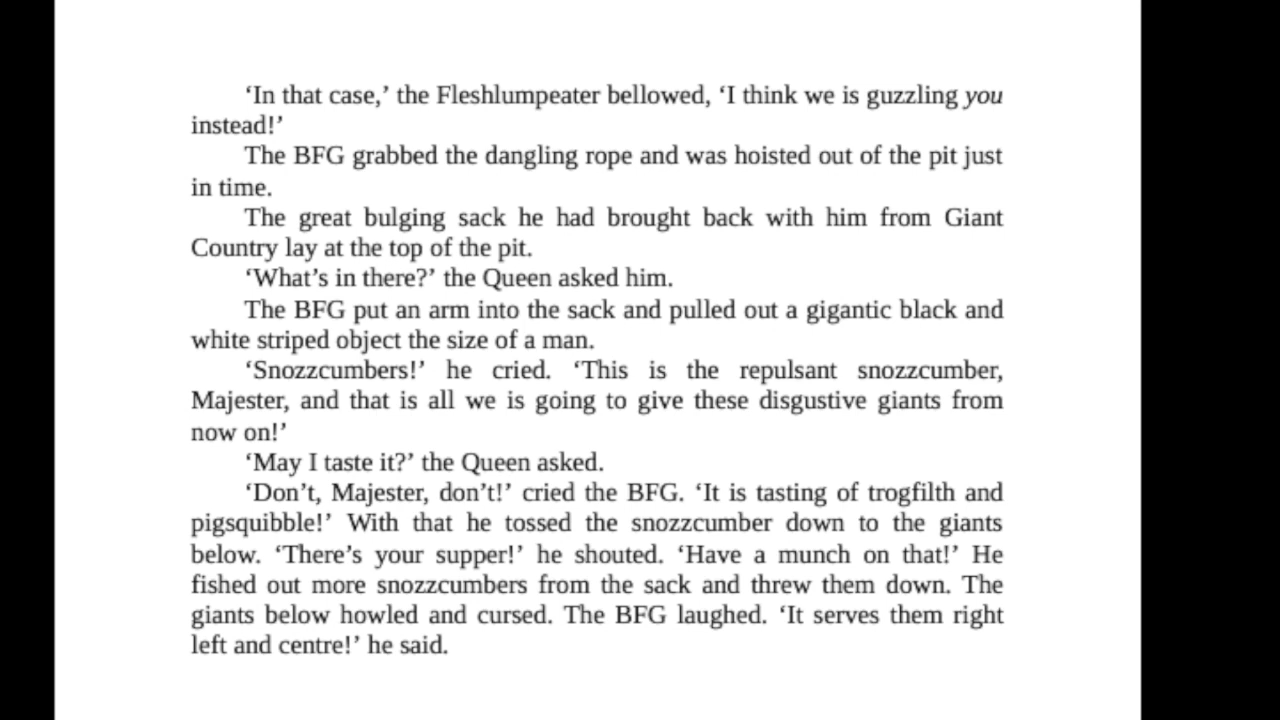 ‘In that case,’ the Fleshlumpeater bellowed, ‘I think we is guzzling you
instead!’
The BFG grabbed the dangling rope and was hoisted out of the pit just
in time.
The great bulging sack he had brought back with him from Giant
Country lay at the top of the pit.
‘What’s in there?’ the Queen asked him.
The BFG put an arm into the sack and pulled out a gigantic black and
white striped object the size of a man.
‘Snozzcumbers!’ he cried. ‘This is the repulsant snozzcumber,
Majester, and that is all we is going to give these disgustive giants from
now on!’
‘May I taste it?’ the Queen asked.
‘Don’t, Majester, don’t!’ cried the BFG. ‘It is tasting of trogfilth and
pigsquibble!’ With that he tossed the snozzcumber down to the giants
below. ‘There’s your supper!’ he shouted. ‘Have a munch on that!’ He
fished out more snozzcumbers from the sack and threw them down. The
giants below howled and cursed. The BFG laughed. ‘It serves them right
left and centre!’ he said.